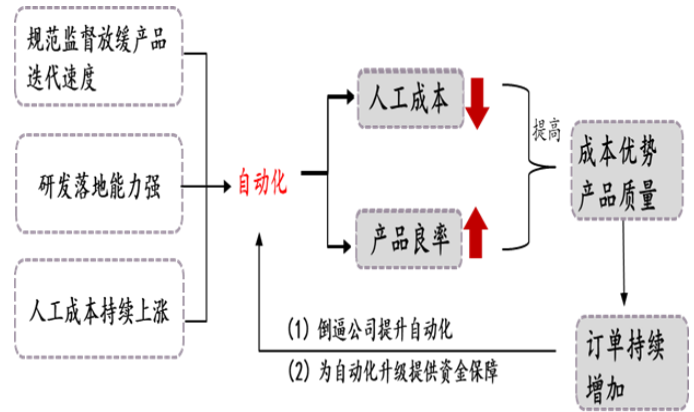 规范监督放缓产品
迭代速度
研发落地能力强
人工成本持续上涨
自动化
人工成本
产品良率
提高
成本优势
产品质量
订单持续
增加
(1) 倒逼公司提升自动化
(2) 为自动化升级提供资金保障